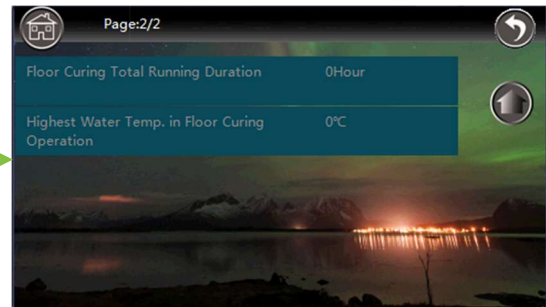 Page:2/2
Floor Curing Total Running Duration 0Hour
Highest Water Temp. in Floor Curing 0℃
Operation